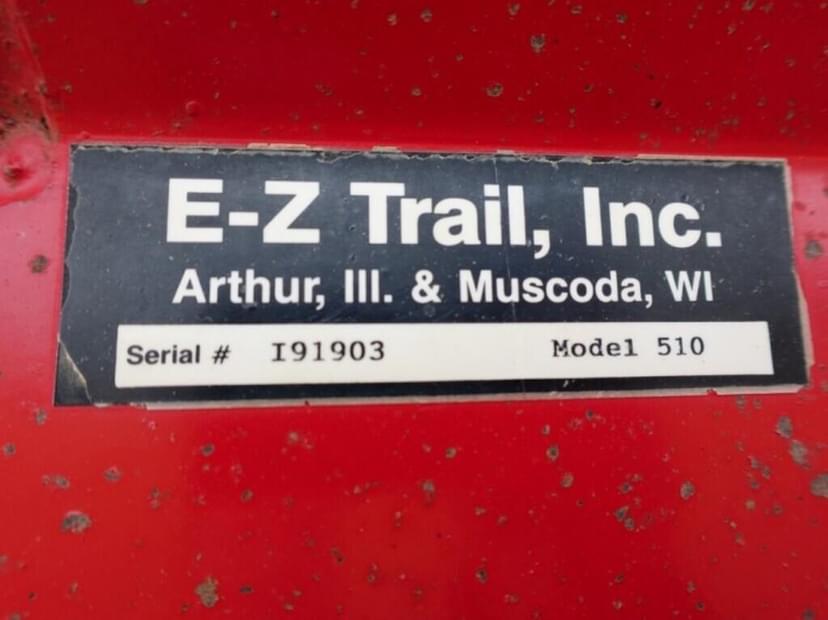 E-Z Trail, Inc.
Arthur, Ill. & Muscoda, WI
Serial # I91903 Model 510